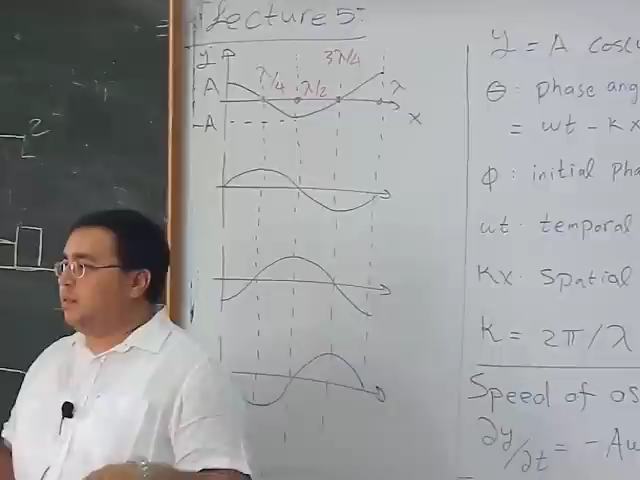 Lecture 5:
y
3λ/4
A
λ/4
λ/2
λ
-A
x
y = A cos(
θ: phase ang
= ωt - kx
φ: initial pha
ωt: temporal
kx: Spatial
k = 2π/λ
Speed of os
∂y/∂t = -Aω
2